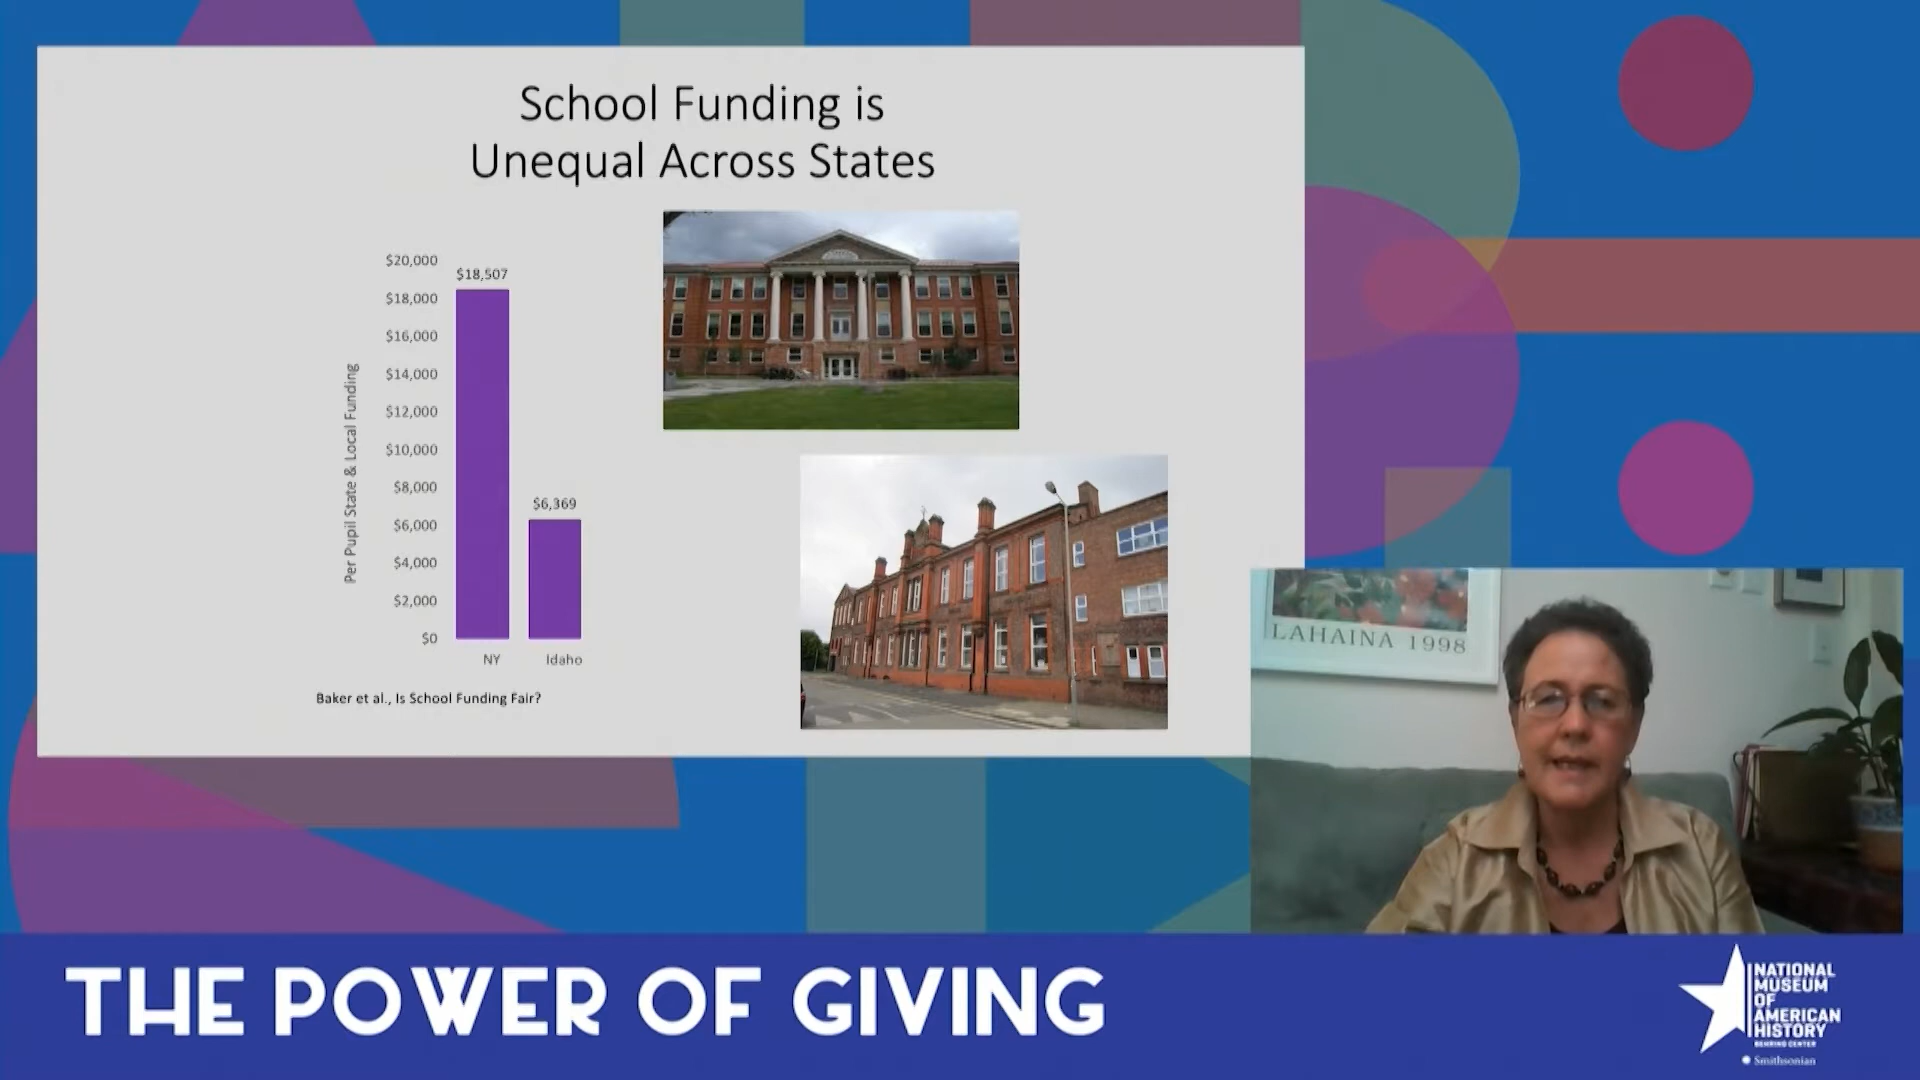 School Funding is
Unequal Across States
Per Pupil State & Local Funding
$20,000
$18,000
$16,000
$14,000
$12,000
$10,000
$8,000
$6,000
$4,000
$2,000
$0
$18,507
$6,369
NY
Idaho
Baker et al., Is School Funding Fair?
LAHAINA 1998
THE POWER OF GIVING
NATIONAL
MUSEUM
OF
AMERICAN
HISTORY
BEHRING CENTER
Smithsonian